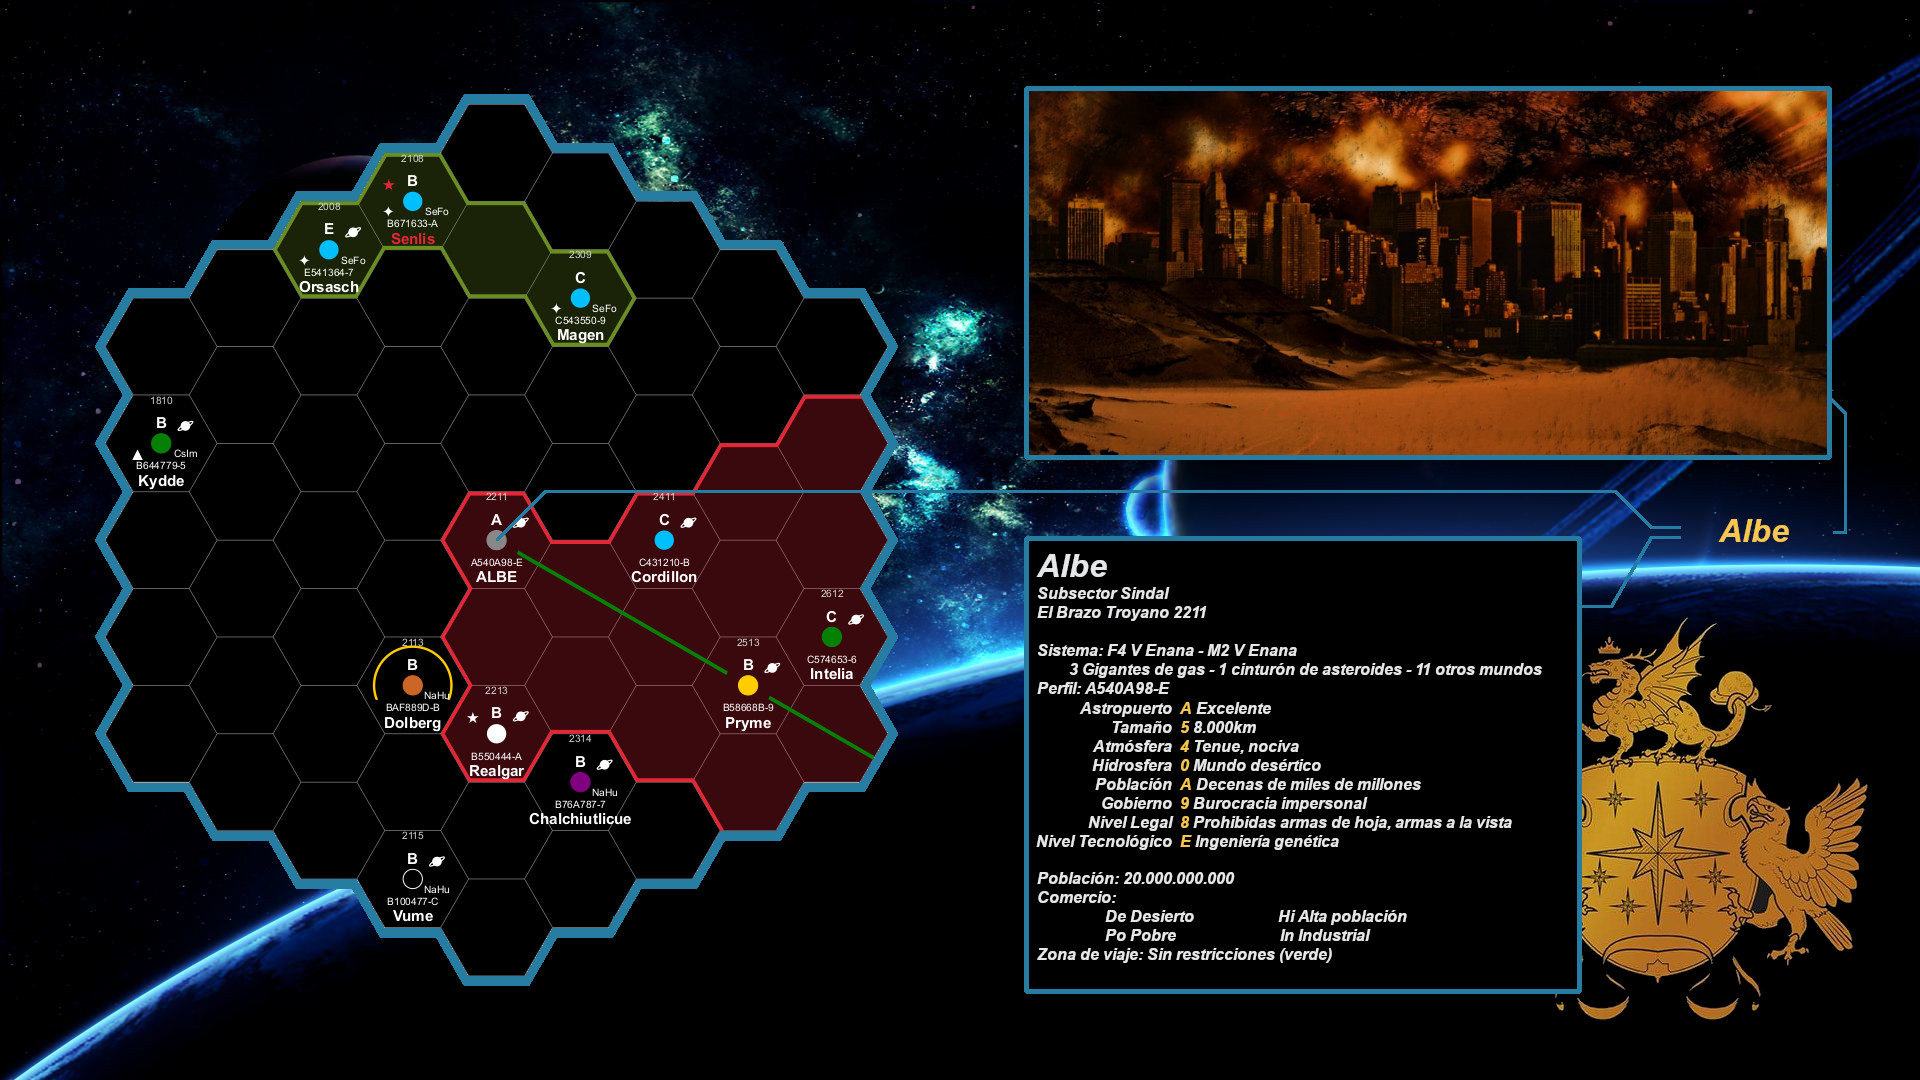 2108
B
SeFo
B671633-A
Senlis
2008
E
SeFo
E541364-7
Orsasch
2309
C
SeFo
C543550-9
Magen
1810
B
CsIm
B644779-5
Kydde
2211
A
A540A98-E
ALBE
2411
C
C431210-B
Cordillon
2612
C
C574653-6
Intelia
2113
B
NaHu
BAF889D-B
Dolberg
2513
B
B58668B-9
Pryme
2213
B
B550444-A
Realgar
2314
B
NaHu
B76A787-7
Chalchiutlicue
2115
B
NaHu
B100477-C
Vume
Albe
Albe
Subsector Sindal
El Brazo Troyano 2211
Sistema: F4 V Enana - M2 V Enana
3 Gigantes de gas - 1 cinturón de asteroides - 11 otros mundos
Perfil: A540A98-E
Astropuerto A Excelente
Tamaño 5 8.000km
Atmósfera 4 Tenue, nociva
Hidrosfera 0 Mundo desértico
Población A Decenas de miles de millones
Gobierno 9 Burocracia impersonal
Nivel Legal 8 Prohibidas armas de hoja, armas a la vista
Nivel Tecnológico E Ingeniería genética
Población: 20.000.000.000
Comercio:
De Desierto Hi Alta población
Po Pobre In Industrial
Zona de viaje: Sin restricciones (verde)